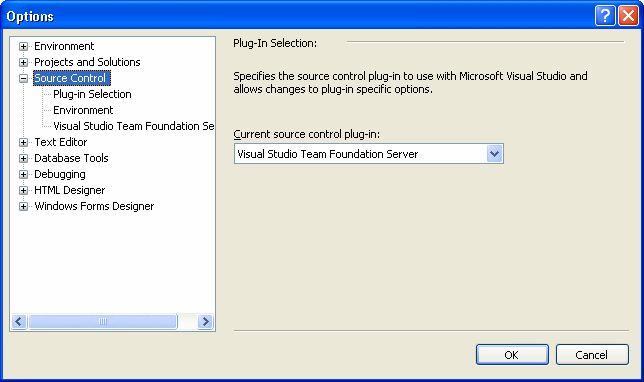 Options
Environment
Projects and Solutions
Source Control
Plug-in Selection
Environment
Visual Studio Team Foundation Se
Text Editor
Database Tools
Debugging
HTML Designer
Windows Forms Designer
Plug-In Selection:
Specifies the source control plug-in to use with Microsoft Visual Studio and
allows changes to plug-in specific options.
Current source control plug-in:
Visual Studio Team Foundation Server
OK
Cancel